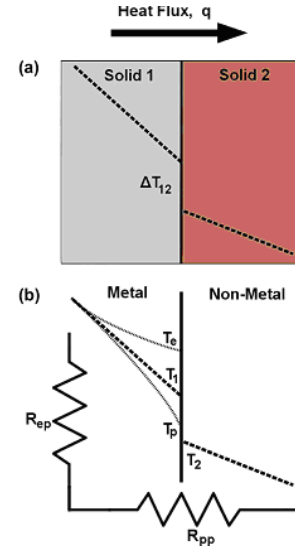 Heat Flux, q
(a)
Solid 1 Solid 2
ΔT12
(b)
Metal Non-Metal
Te
T1
Tp
T2
Rep
Rpp